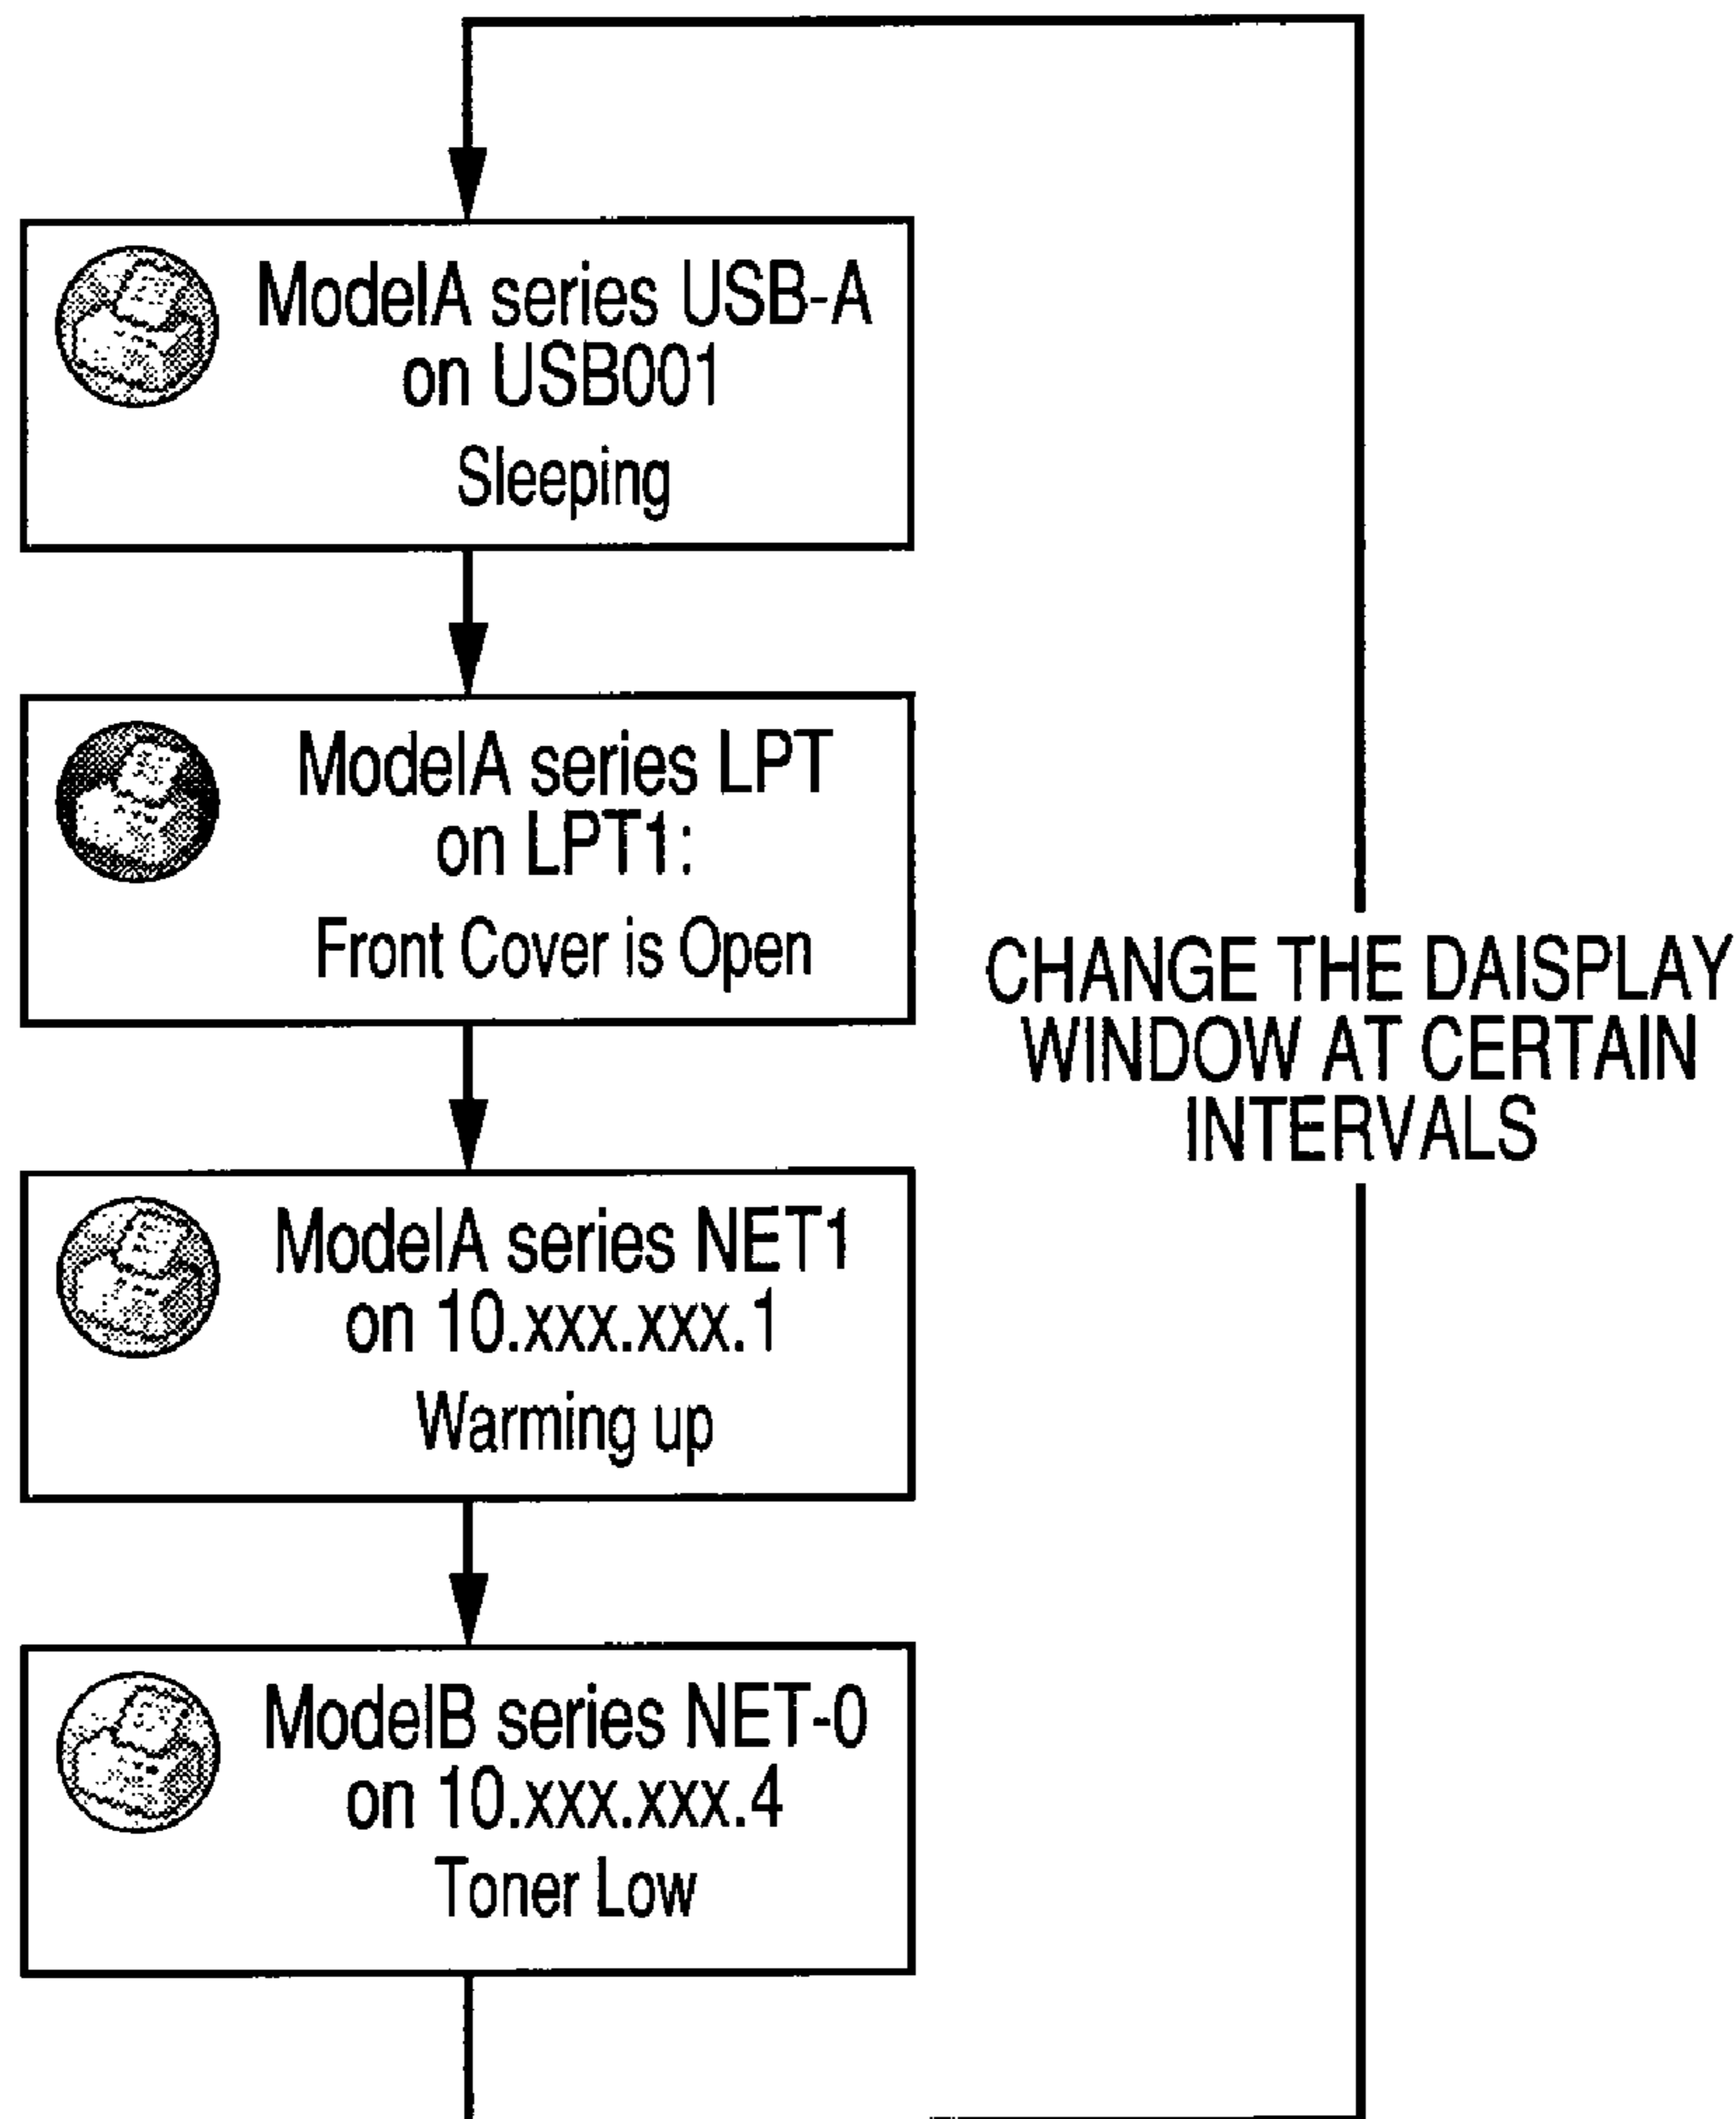 ModelA series USB-A
on USB001
Sleeping
ModelA series LPT
on LPT1:
Front Cover is Open
ModelA series NET1
on 10.xxx.xxx.1
Warming up
ModelB series NET-0
on 10.xxx.xxx.4
Toner Low
CHANGE THE DAISPLAY
WINDOW AT CERTAIN
INTERVALS